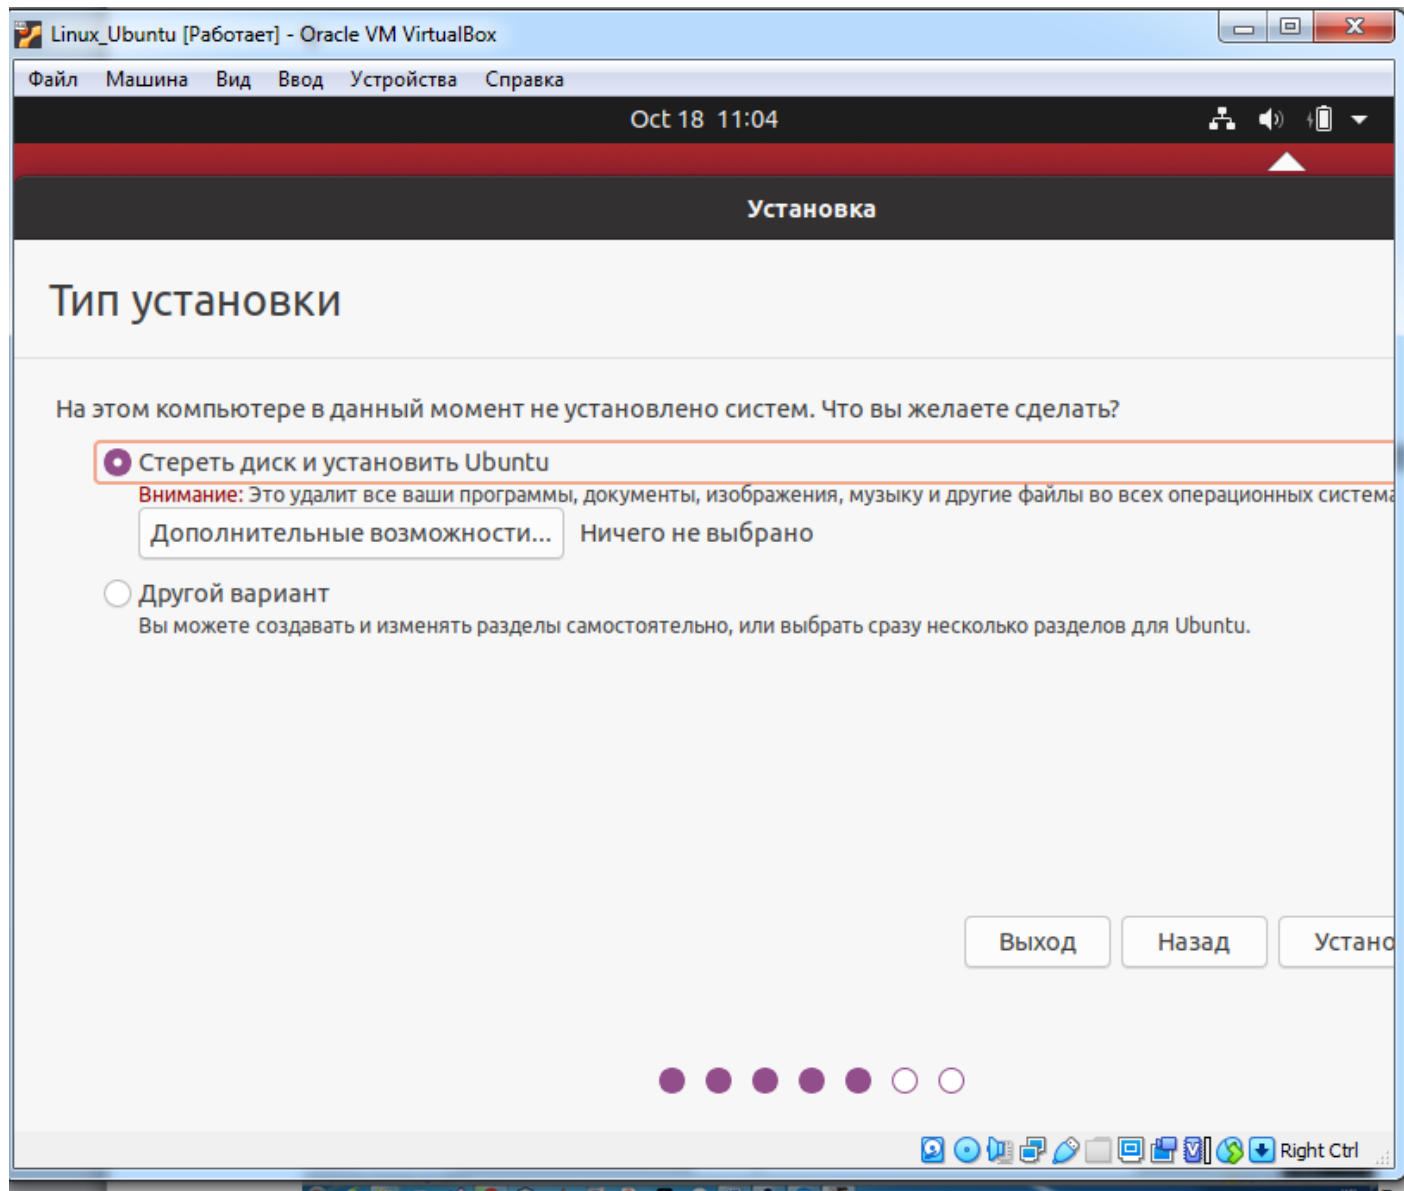 Linux_Ubuntu [Работает] - Oracle VM VirtualBox
Файл Машина Вид Ввод Устройства Справка
Oct 18 11:04
Установка
Тип установки
На этом компьютере в данный момент не установлено систем. Что вы желаете сделать?
Стереть диск и установить Ubuntu
Внимание: Это удалит все ваши программы, документы, изображения, музыку и другие файлы во всех операционных система
Дополнительные возможности... Ничего не выбрано
Другой вариант
Вы можете создавать и изменять разделы самостоятельно, или выбрать сразу несколько разделов для Ubuntu.
Выход Назад Устано
Right Ctrl